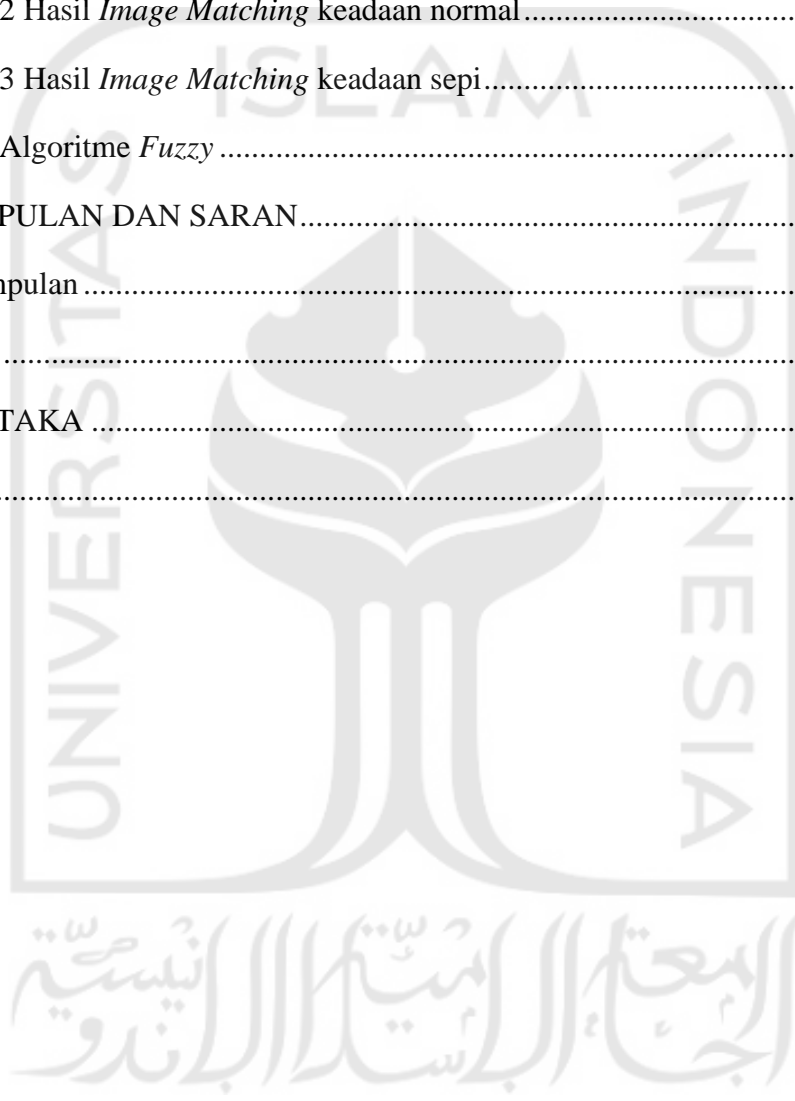 2 Hasil Image Matching keadaan normal ........................................
3 Hasil Image Matching keadaan sepi .............................................
Algoritme Fuzzy ..................................................................................
PULAN DAN SARAN ......................................................................
npulan ..................................................................................................
..............................................................................................................
TAKA ..................................................................................................
..............................................................................................................
ISLAM
UNIVERSITAS
INDONESIA